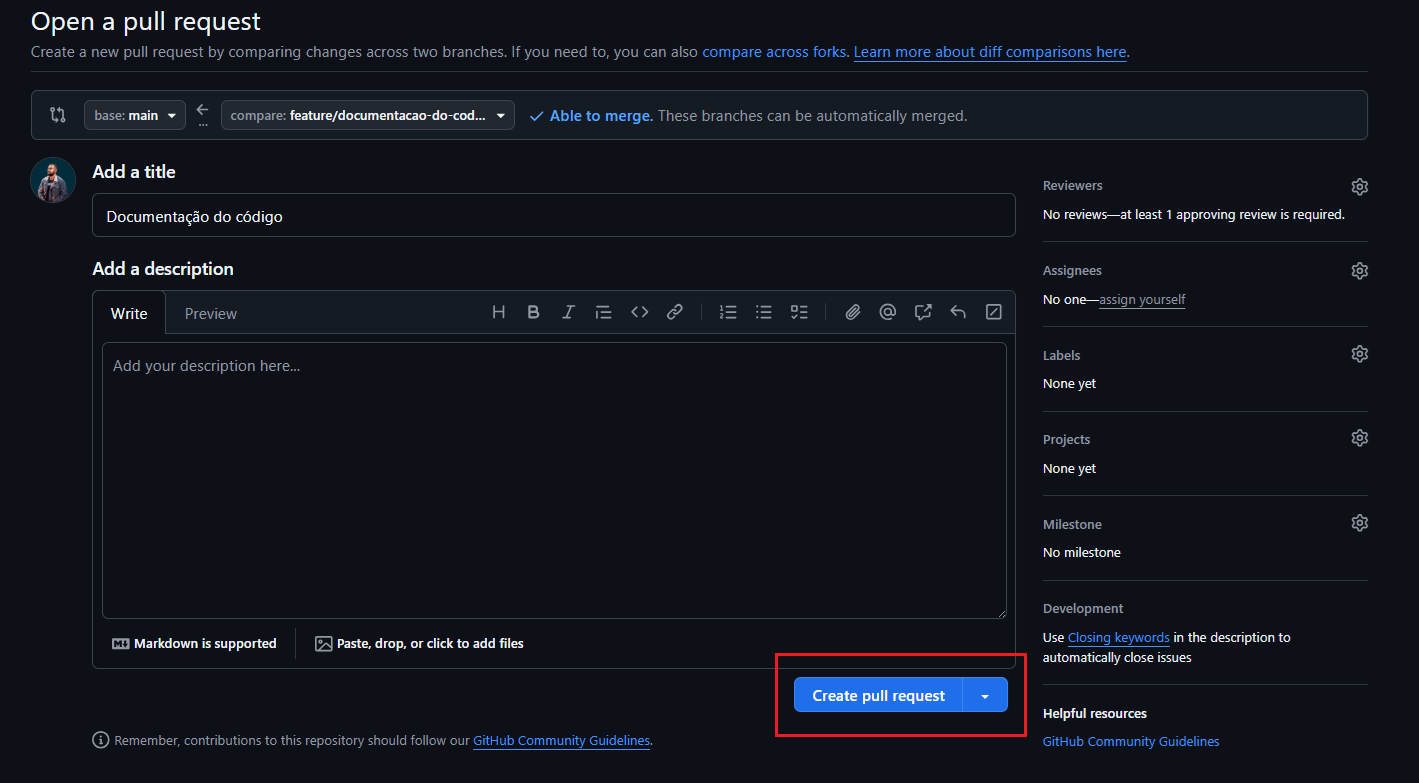 Open a pull request
Create a new pull request by comparing changes across two branches. If you need to, you can also compare across forks. Learn more about diff comparisons here.
base: main
...
compare: feature/documentacao-do-cod...
Able to merge. These branches can be automatically merged.
Add a title
Documentação do código
Add a description
Write
Preview
Add your description here...
Markdown is supported
Paste, drop, or click to add files
Create pull request
Remember, contributions to this repository should follow our GitHub Community Guidelines.
Reviewers
No reviews—at least 1 approving review is required.
Assignees
No one—assign yourself
Labels
None yet
Projects
None yet
Milestone
No milestone
Development
Use Closing keywords in the description to
automatically close issues
Helpful resources
GitHub Community Guidelines